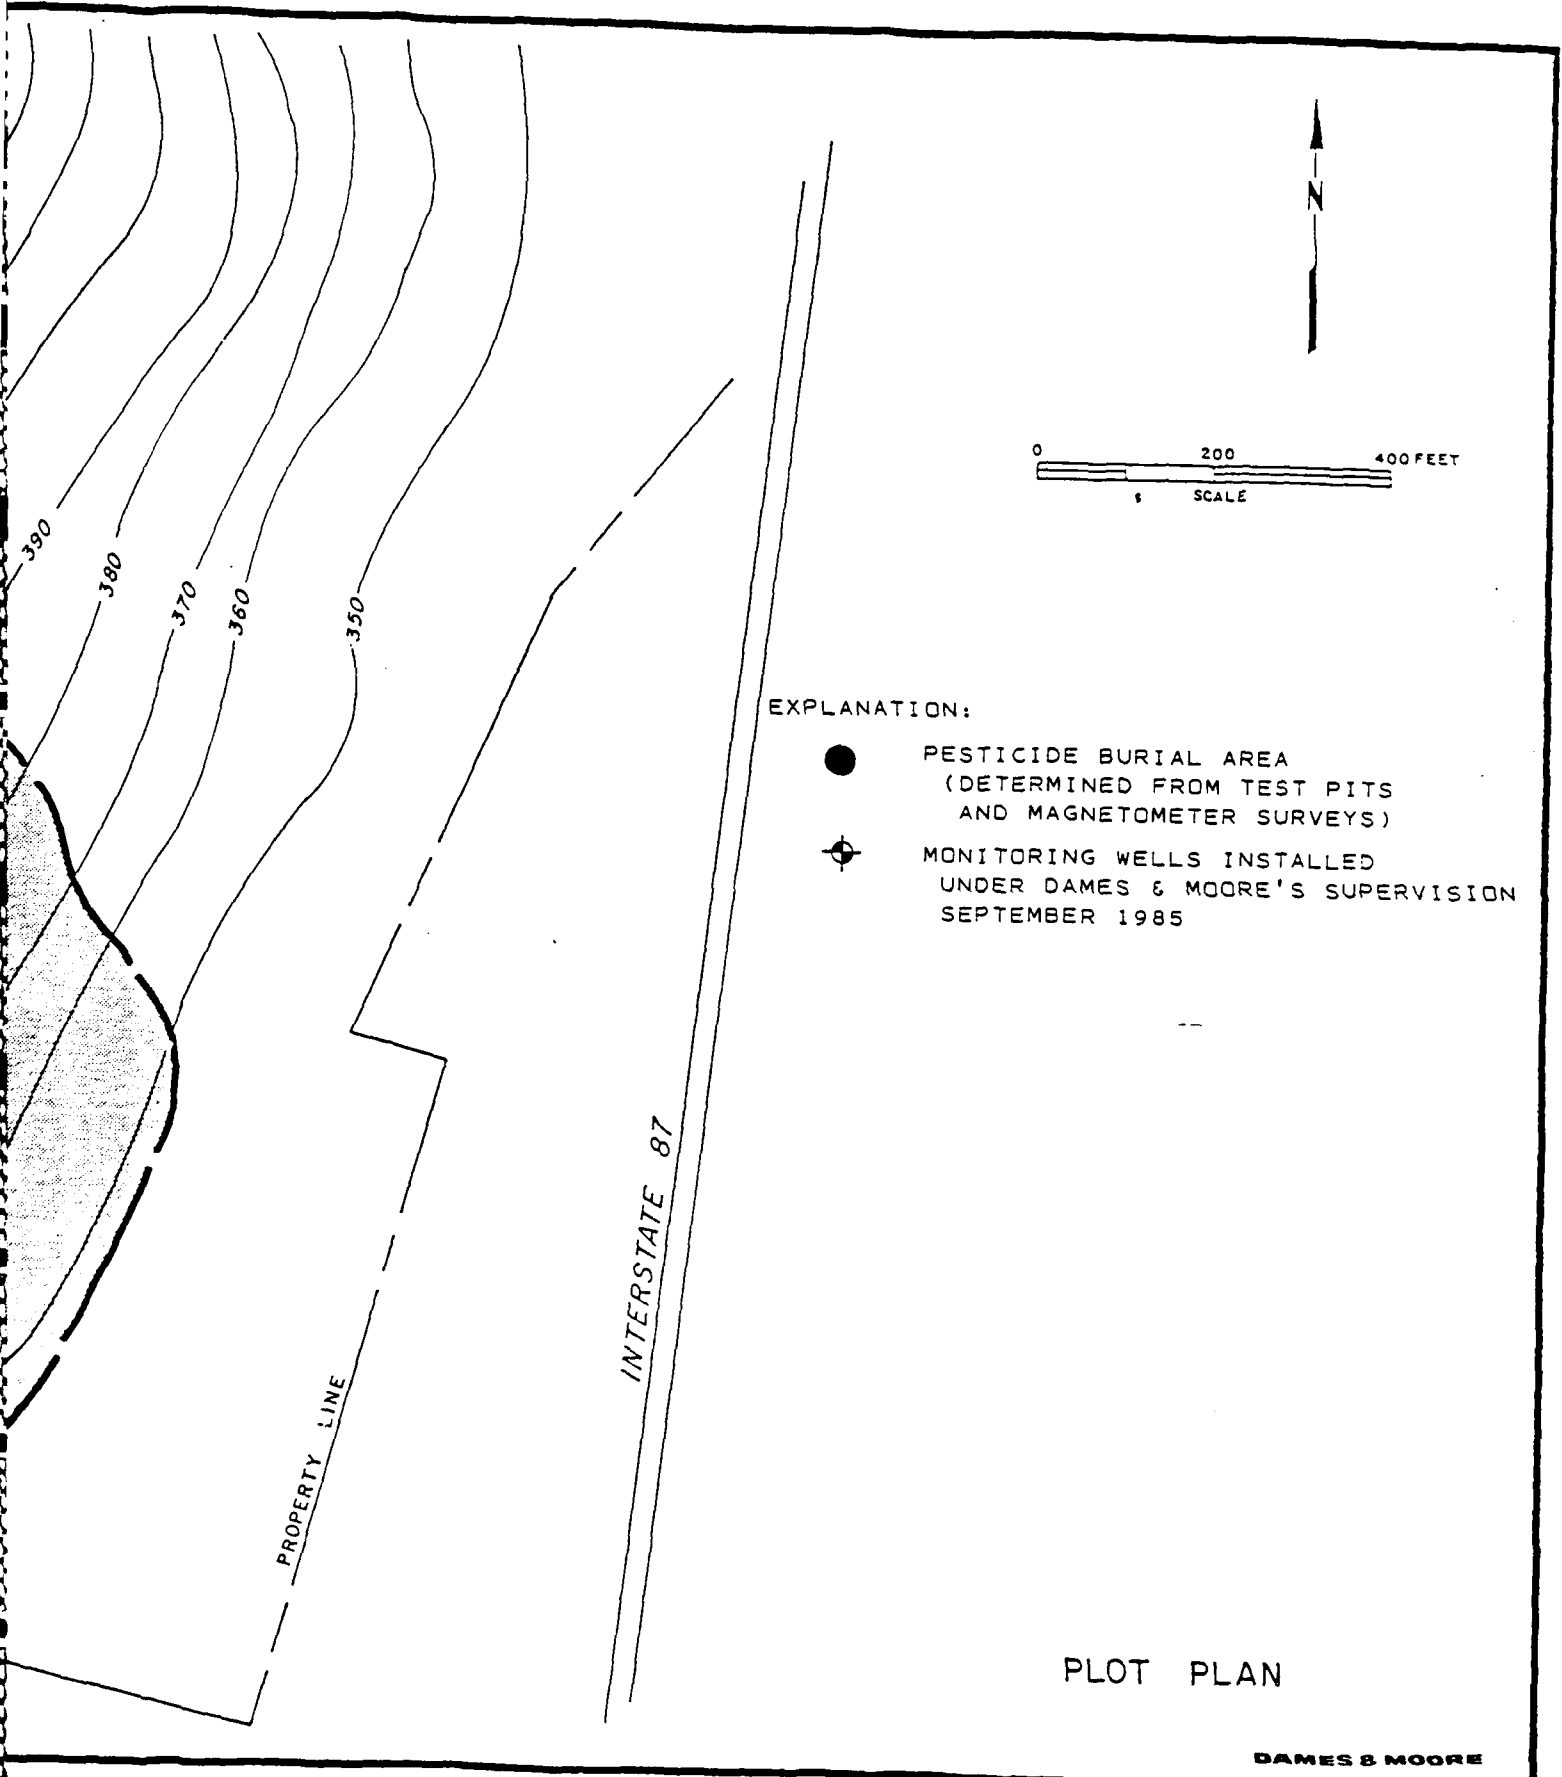 N
0 200 400 FEET
SCALE
390
380
370
360
350
EXPLANATION:
PESTICIDE BURIAL AREA
(DETERMINED FROM TEST PITS
AND MAGNETOMETER SURVEYS)
MONITORING WELLS INSTALLED
UNDER DAMES & MOORE'S SUPERVISION
SEPTEMBER 1985
INTERSTATE 87
PROPERTY LINE
PLOT PLAN
DAMES & MOORE